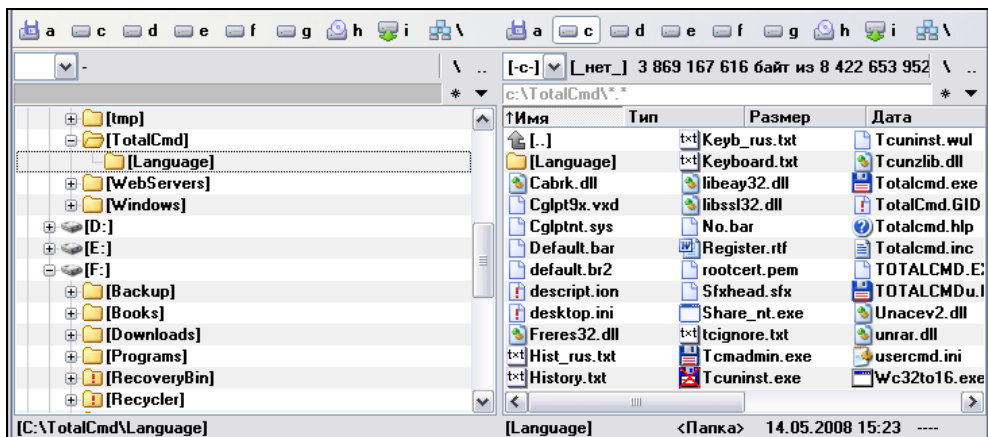 a c d e f g h i \ a c d e f g h i \
- \ .. [-c-] [_нет_] 3 869 167 616 байт из 8 422 653 952 \ ..
* c:\TotalCmd\*.* *
[tmp] ↑Имя Тип Размер Дата
[TotalCmd] [..] Keyb_rus.txt Tcuninst.wul
[Language] [Language] Keyboard.txt Tcunzlib.dll
[WebServers] Cabrk.dll libeay32.dll Totalcmd.exe
[Windows] Cglpt9x.vxd libssl32.dll TotalCmd.GID
[D:] Cglptnt.sys No.bar Totalcmd.hlp
[E:] Default.bar Register.rtf Totalcmd.inc
[F:] default.br2 rootcert.pem TOTALCMD.E
[Backup] descript.ion Sfxhead.sfx TOTALCMDu.
[Books] desktop.ini Share_nt.exe Unacev2.dll
[Downloads] Freres32.dll tcignore.txt unrar.dll
[Programs] Hist_rus.txt Tcmadmin.exe usercmd.ini
[RecoveryBin] History.txt Tcuninst.exe Wc32to16.exe
[Recycler]
[C:\TotalCmd\Language] [Language] <Папка> 14.05.2008 15:23 ----